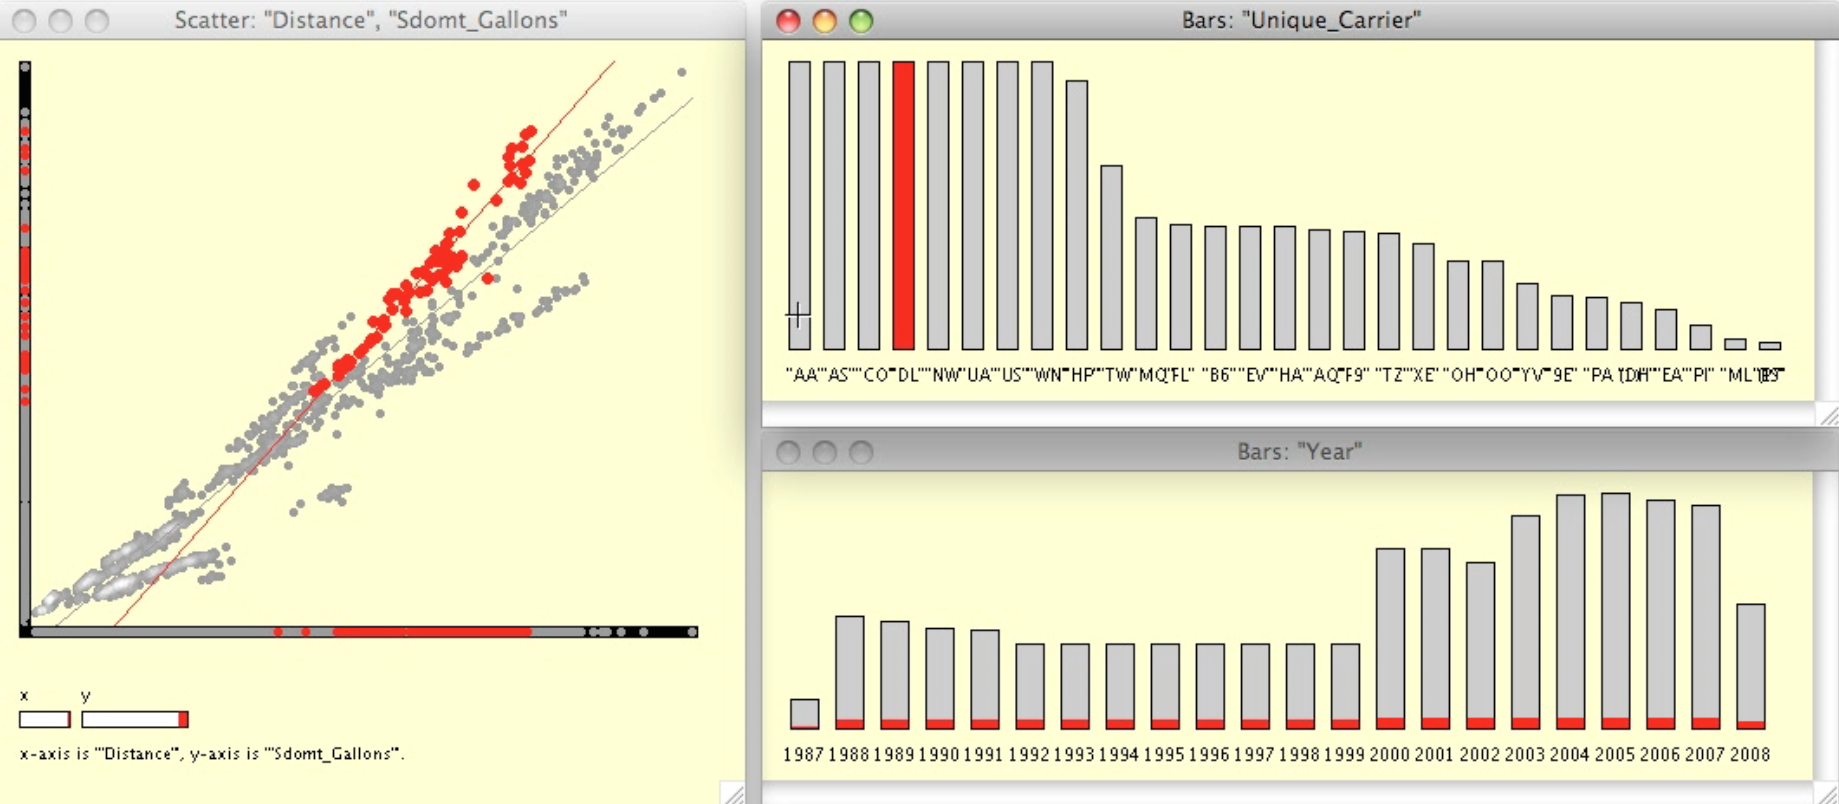 Scatter: "Distance", "Sdomt_Gallons"
x y
x-axis is "'Distance", y-axis is "'Sdomt_Gallons".
Bars: "Unique_Carrier"
"AA" "AS" "CO" "DL" "NW" "UA" "US" "WN" "HP" "TW" "MQ" "FL" "B6" "EV" "HA" "AQ" "F9" "TZ" "XE" "OH" "OO" "YV" "9E" "PA "EA" "PI" "ML"
Bars: "Year"
1987 1988 1989 1990 1991 1992 1993 1994 1995 1996 1997 1998 1999 2000 2001 2002 2003 2004 2005 2006 2007 2008